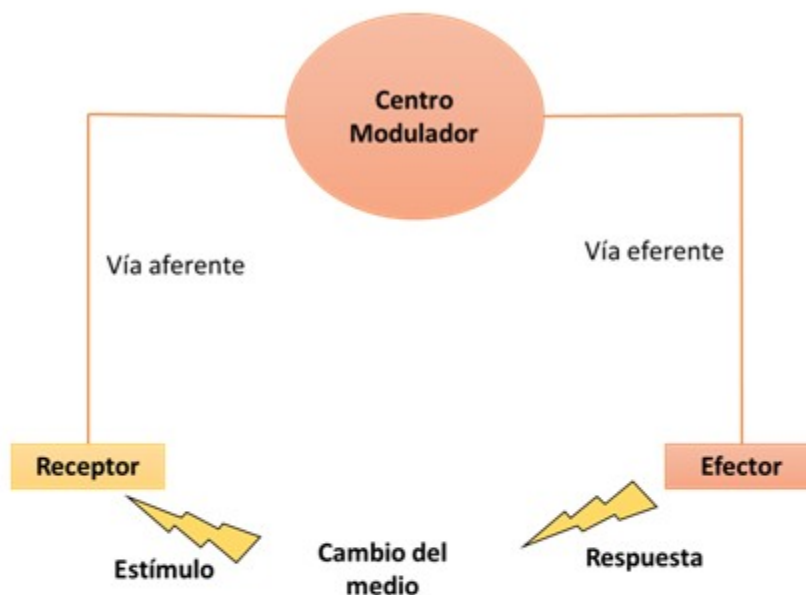 Centro
Modulador
Vía aferente
Vía eferente
Receptor
Efector
Estímulo
Cambio del
medio
Respuesta